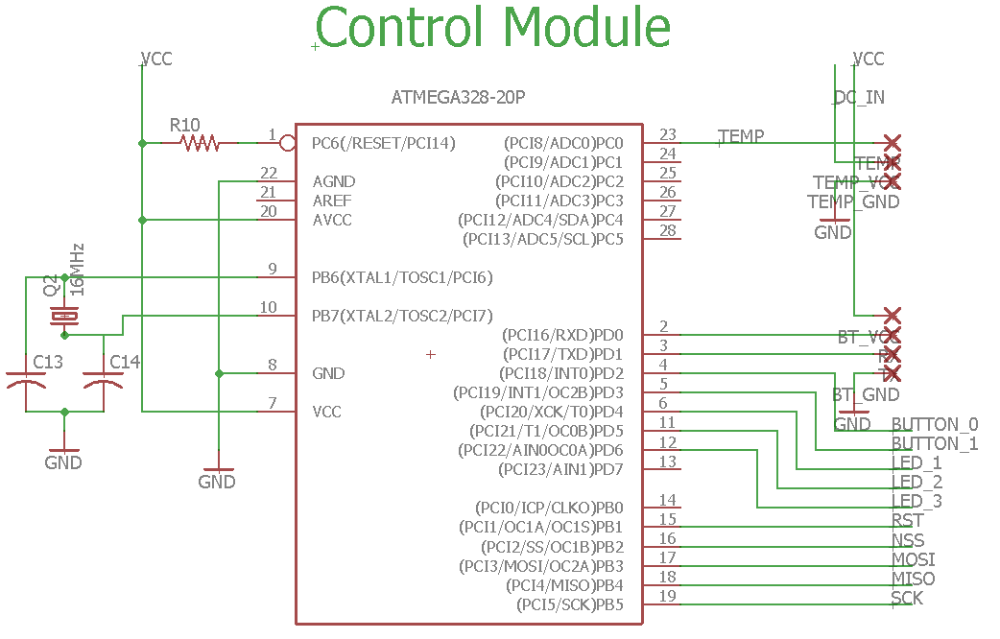 Control Module
VCC
VCC
ATMEGA328-20P
DC_IN
R10
1
PC6(/RESET/PCI14)
(PCI8/ADC0)PC0
23
TEMP
24
(PCI9/ADC1)PC1
TEMP
22
AGND
(PCI10/ADC2)PC2
25
TEMP_VCC
21
AREF
(PCI11/ADC3)PC3
26
TEMP_GND
20
AVCC
(PCI12/ADC4/SDA)PC4
27
GND
(PCI13/ADC5/SCL)PC5
28
Q2
16MHz
9
PB6(XTAL1/TOSC1/PCI6)
10
PB7(XTAL2/TOSC2/PCI7)
(PCI16/RXD)PD0
2
BT_VCC
C13
C14
(PCI17/TXD)PD1
3
8
GND
(PCI18/INT0)PD2
4
(PCI19/INT1/OC2B)PD3
5
BT_GND
7
VCC
(PCI20/XCK/T0)PD4
6
GND
BUTTON_0
(PCI21/T1/OC0B)PD5
11
BUTTON_1
GND
(PCI22/AIN0OC0A)PD6
12
LED_1
GND
(PCI23/AIN1)PD7
13
LED_2
LED_3
(PCI0/ICP/CLKO)PB0
14
RST
(PCI1/OC1A/OC1S)PB1
15
NSS
(PCI2/SS/OC1B)PB2
16
MOSI
(PCI3/MOSI/OC2A)PB3
17
MISO
(PCI4/MISO)PB4
18
SCK
(PCI5/SCK)PB5
19